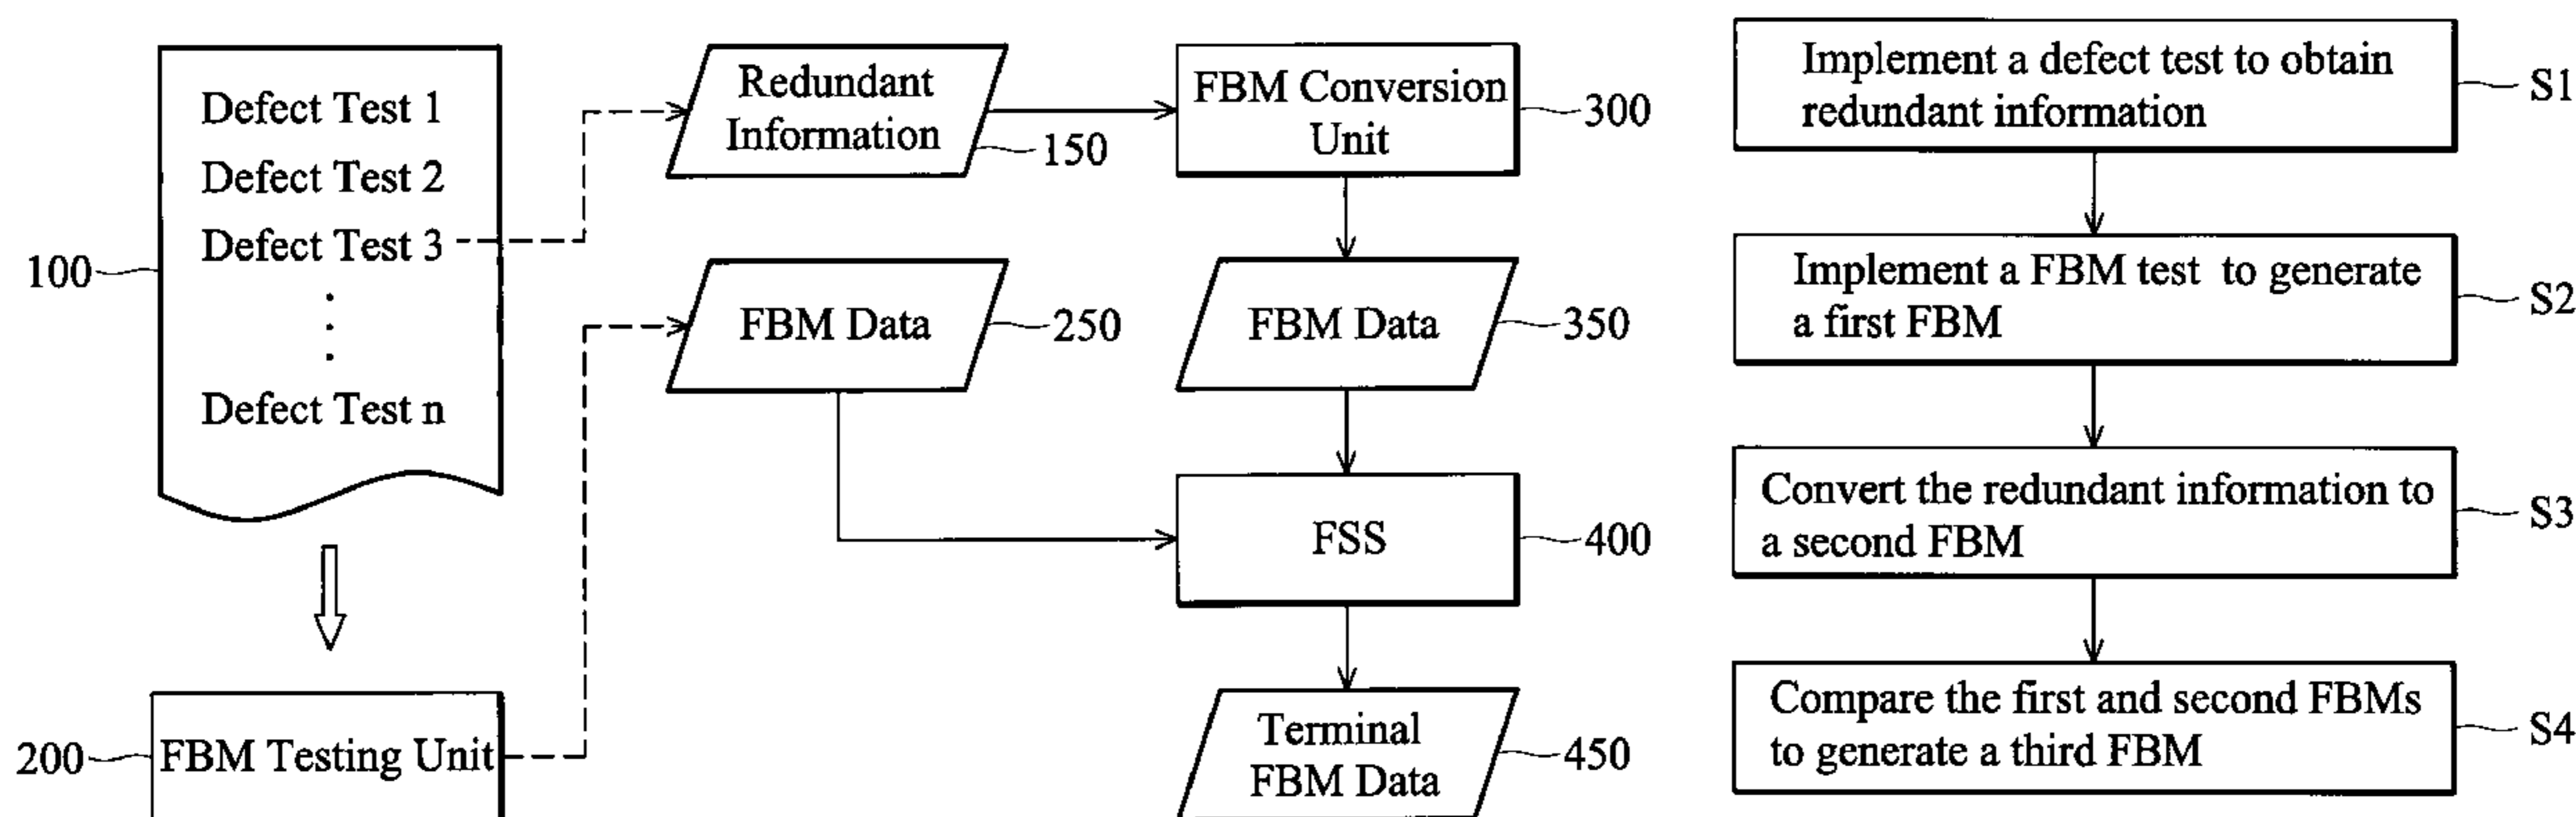 Defect Test 1
Defect Test 2
Defect Test 3
Defect Test n
100
FBM Testing Unit
200
Redundant
Information
150
FBM Data
250
FBM Conversion
Unit
300
FBM Data
350
FSS
400
Terminal
FBM Data
450
Implement a defect test to obtain
redundant information
S1
Implement a FBM test to generate
a first FBM
S2
Convert the redundant information to
a second FBM
S3
Compare the first and second FBMs
to generate a third FBM
S4